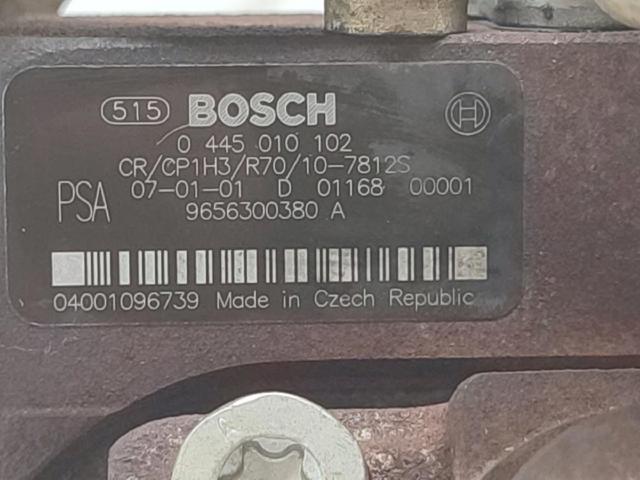 515 BOSCH
0 445 010 102
CR/CP1H3/R70/10-7812S
07-01-01 D 01168 00001
PSA 9656300380 A
04001096739 Made in Czech Republic